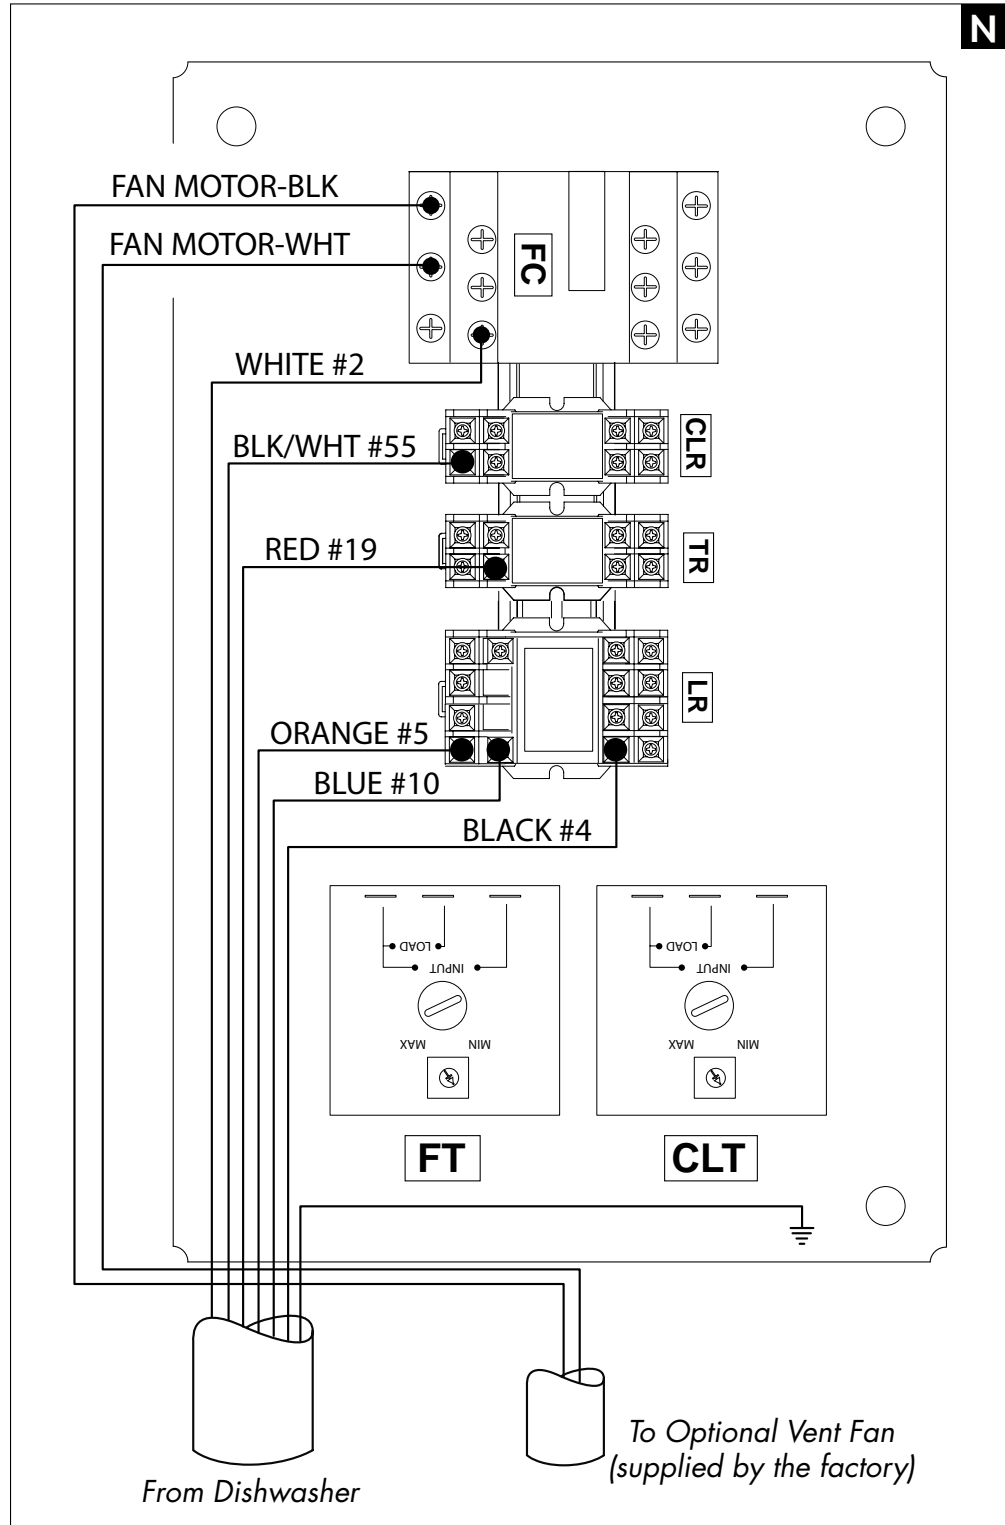 N
FAN MOTOR-BLK
FAN MOTOR-WHT
FC
WHITE #2
BLK/WHT #55
CLR
RED #19
TR
LR
ORANGE #5
BLUE #10
BLACK #4
LOAD
INPUT
MAX
MIN
LOAD
INPUT
MAX
MIN
FT
CLT
To Optional Vent Fan
(supplied by the factory)
From Dishwasher